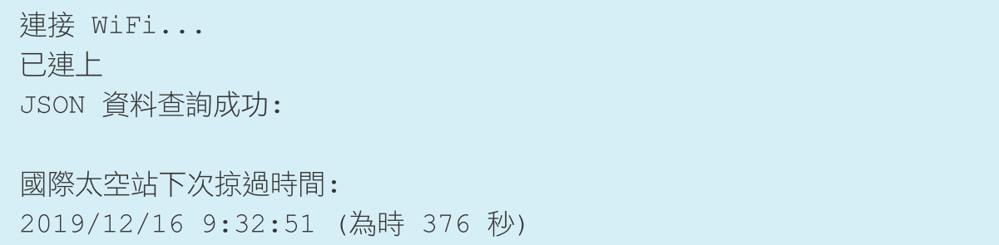 連接 WiFi...
已連上
JSON 資料查詢成功:
國際太空站下次掠過時間:
2019/12/16 9:32:51 (為時 376 秒)